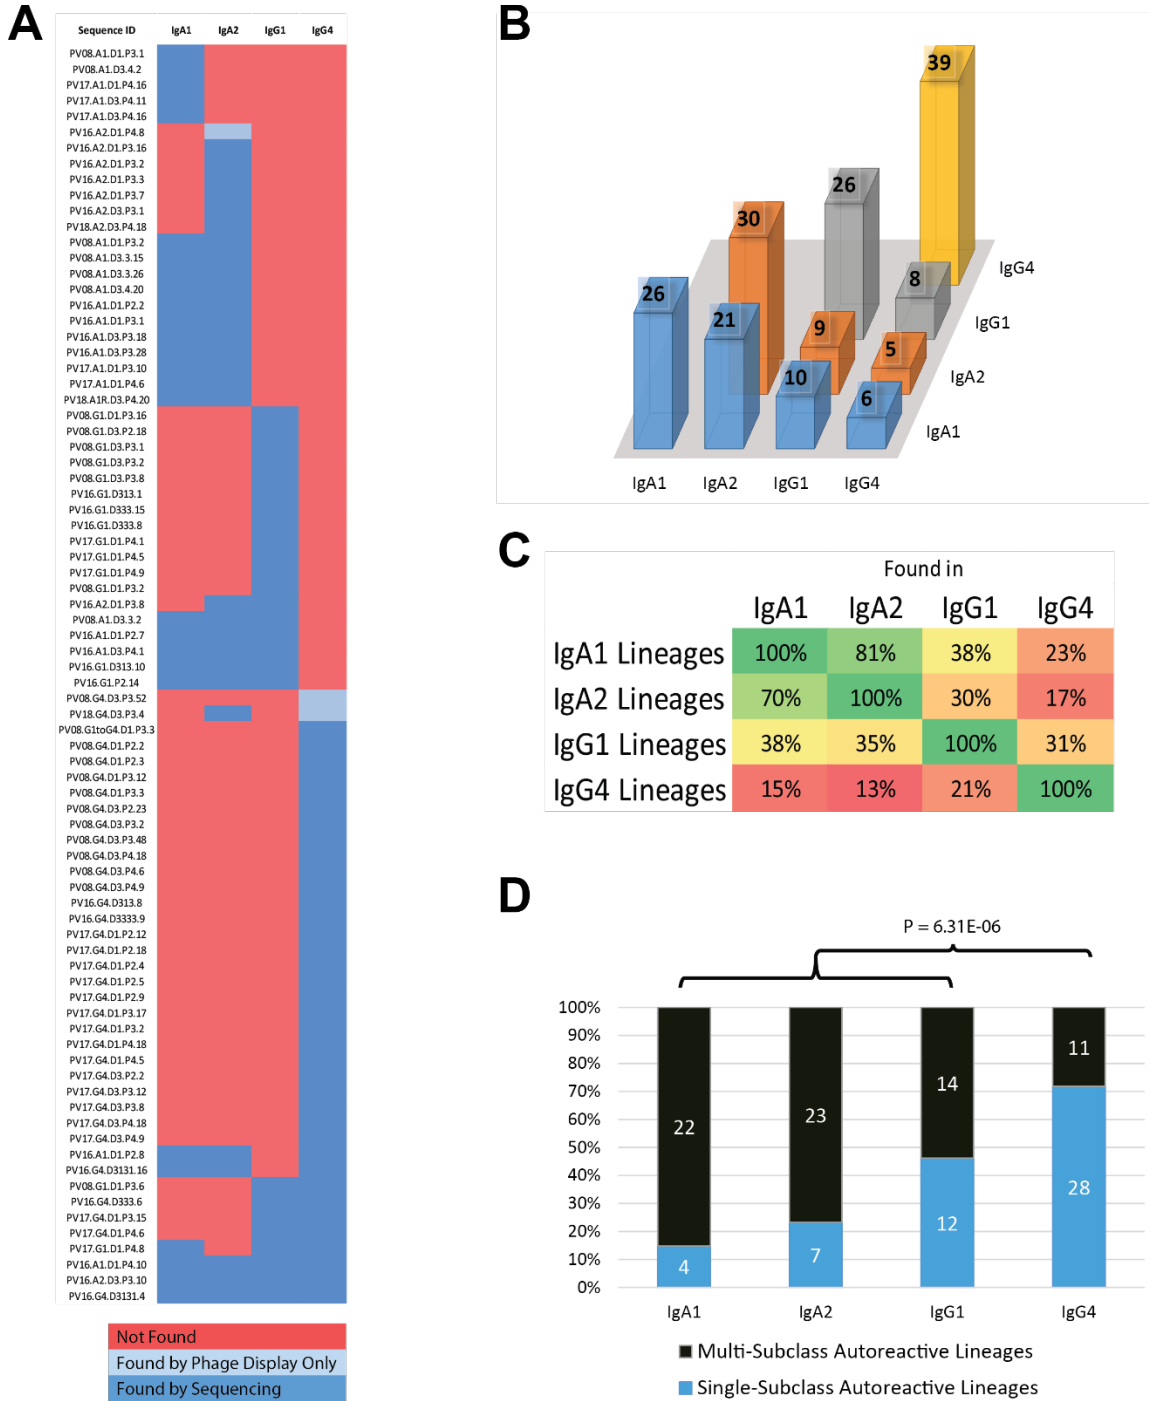 A
Sequence ID IgA1 IgA2 IgG1 IgG4
PV08.A1.D1.P3.1
PV08.A1.D3.4.2
PV17.A1.D1.P4.16
PV17.A1.D3.P4.11
PV17.A1.D3.P4.16
PV16.A2.D1.P4.8
PV16.A2.D1.P3.16
PV16.A2.D1.P3.2
PV16.A2.D1.P3.3
PV16.A2.D1.P3.7
PV16.A2.D3.P3.1
PV18.A2.D3.P4.18
PV08.A1.D1.P3.2
PV08.A1.D3.3.15
PV08.A1.D3.3.26
PV08.A1.D3.4.20
PV16.A1.D1.P2.2
PV16.A1.D1.P3.1
PV16.A1.D3.P3.18
PV16.A1.D3.P3.28
PV17.A1.D1.P3.10
PV17.A1.D1.P4.6
PV18.A1R.D3.P4.20
PV08.G1.D1.P3.16
PV08.G1.D3.P2.18
PV08.G1.D3.P3.1
PV08.G1.D3.P3.2
PV08.G1.D3.P3.8
PV16.G1.D313.1
PV16.G1.D333.15
PV16.G1.D333.8
PV17.G1.D1.P4.1
PV17.G1.D1.P4.5
PV17.G1.D1.P4.9
PV08.G1.D1.P3.2
PV16.A2.D1.P3.8
PV08.A1.D3.3.2
PV16.A1.D1.P2.7
PV16.A1.D3.P4.1
PV16.G1.D313.10
PV16.G1.P2.14
PV08.G4.D3.P3.52
PV18.G4.D3.P3.4
PV08.G1toG4.D1.P3.3
PV08.G4.D1.P2.2
PV08.G4.D1.P2.3
PV08.G4.D1.P3.12
PV08.G4.D1.P3.3
PV08.G4.D3.P2.23
PV08.G4.D3.P3.2
PV08.G4.D3.P3.48
PV08.G4.D3.P4.18
PV08.G4.D3.P4.6
PV08.G4.D3.P4.9
PV16.G4.D313.8
PV16.G4.D3333.9
PV17.G4.D1.P2.12
PV17.G4.D1.P2.18
PV17.G4.D1.P2.4
PV17.G4.D1.P2.5
PV17.G4.D1.P2.9
PV17.G4.D1.P3.17
PV17.G4.D1.P3.2
PV17.G4.D1.P4.18
PV17.G4.D1.P4.5
PV17.G4.D3.P2.2
PV17.G4.D3.P3.12
PV17.G4.D3.P3.8
PV17.G4.D3.P4.18
PV17.G4.D3.P4.9
PV16.A1.D1.P2.8
PV16.G4.D3131.16
PV08.G1.D1.P3.6
PV16.G4.D333.6
PV17.G4.D1.P3.15
PV17.G4.D1.P4.6
PV17.G1.D1.P4.8
PV16.A1.D1.P4.10
PV16.A2.D3.P3.10
PV16.G4.D3131.4
Not Found
Found by Phage Display Only
Found by Sequencing
B
39
26
30
8
26
21
9
5
10
6
IgG4
IgG1
IgA2
IgA1
IgA1 IgA2 IgG1 IgG4
C
Found in
IgA1 IgA2 IgG1 IgG4
IgA1 Lineages 100% 81% 38% 23%
IgA2 Lineages 70% 100% 30% 17%
IgG1 Lineages 38% 35% 100% 31%
IgG4 Lineages 15% 13% 21% 100%
D
P = 6.31E-06
100%
90%
80%
70%
60%
50%
40%
30%
20%
10%
0%
22 23 14 11
4 7 12 28
IgA1 IgA2 IgG1 IgG4
Multi-Subclass Autoreactive Lineages
Single-Subclass Autoreactive Lineages